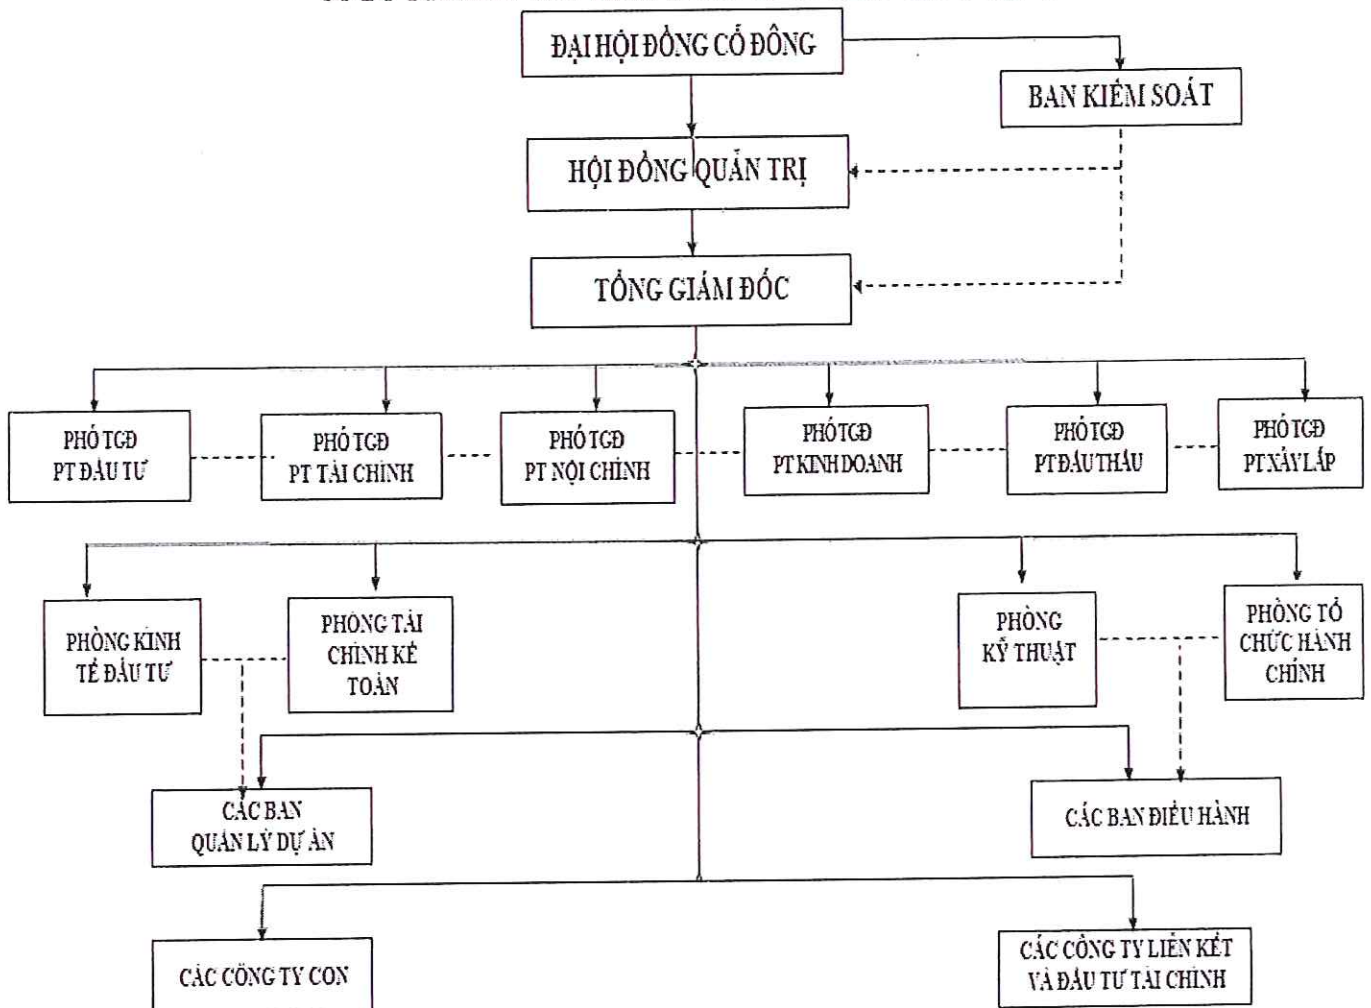 ĐẠI HỘI ĐỒNG CỔ ĐÔNG
BAN KIỂM SOÁT
HỘI ĐỒNG QUẢN TRỊ
TỔNG GIÁM ĐỐC
PHÓ TGĐ
PT ĐẦU TƯ
PHÓ TGĐ
PT TÀI CHÍNH
PHÓ TGĐ
PT NỘI CHÍNH
PHÓ TGĐ
PT KINH DOANH
PHÓ TGĐ
PT ĐẤU THẦU
PHÓ TGĐ
PT XÂY LẮP
PHÒNG KINH
TẾ ĐẦU TƯ
PHÒNG TÀI
CHÍNH KẾ
TOÁN
PHÒNG
KỸ THUẬT
PHÒNG TỔ
CHỨC HÀNH
CHÍNH
CÁC BAN
QUẢN LÝ DỰ ÁN
CÁC BAN ĐIỀU HÀNH
CÁC CÔNG TY CON
CÁC CÔNG TY LIÊN KẾT
VÀ ĐẦU TƯ TÀI CHÍNH